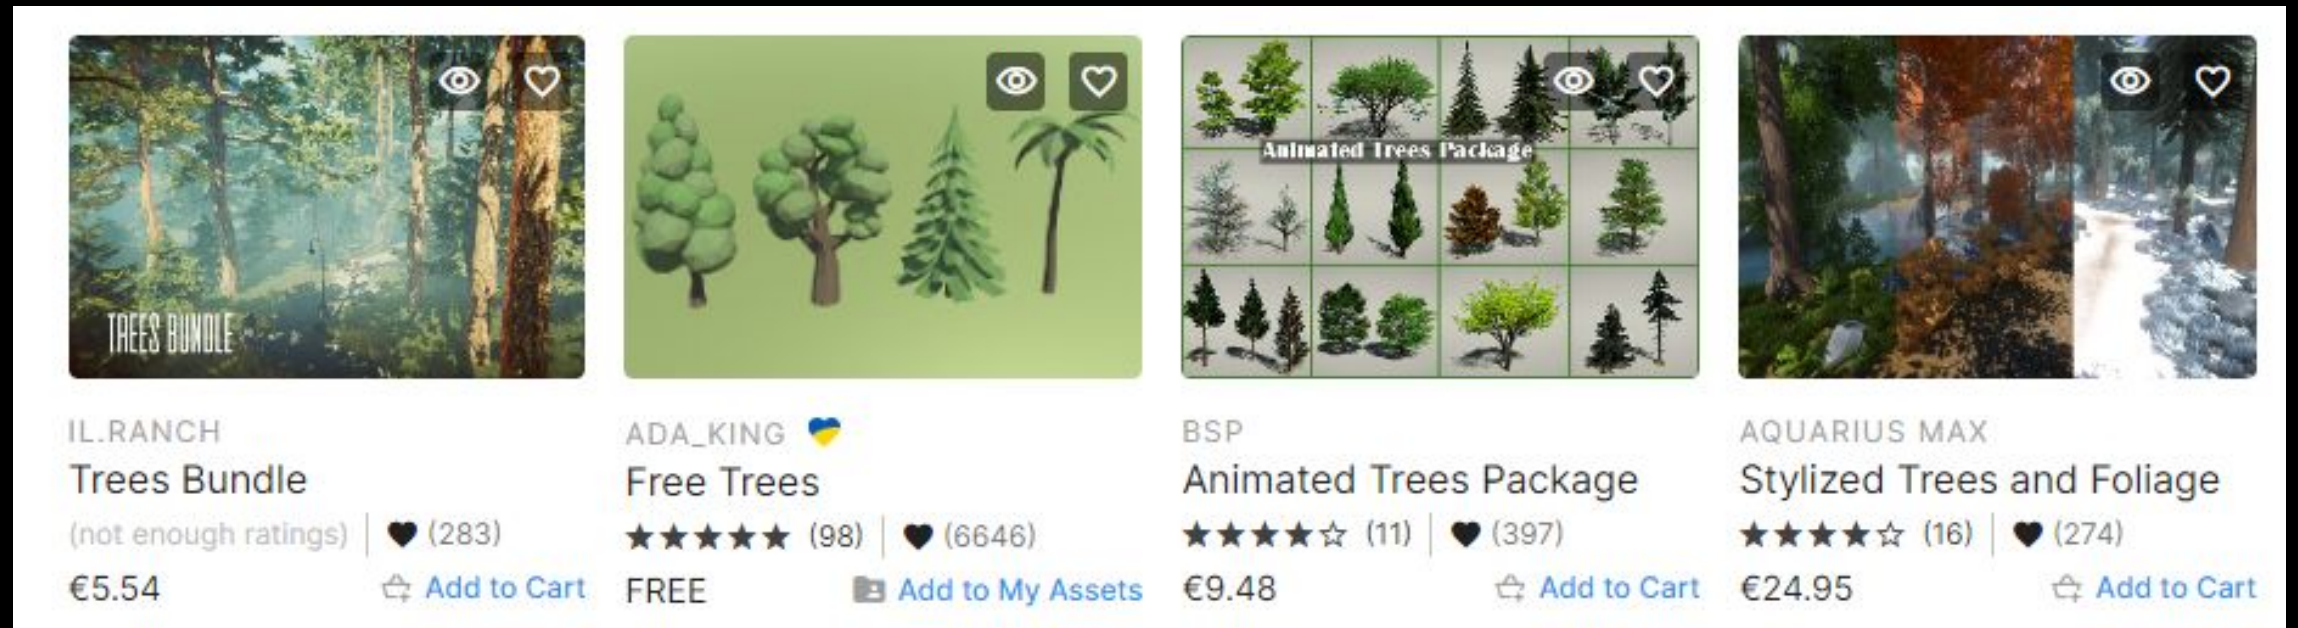 TREES BUNDLE
IL.RANCH
Trees Bundle
(not enough ratings) | (283)
€5.54 Add to Cart
ADA_KING
Free Trees
(98) | (6646)
FREE Add to My Assets
Animated Trees Package
BSP
Animated Trees Package
(11) | (397)
€9.48 Add to Cart
AQUARIUS MAX
Stylized Trees and Foliage
(16) | (274)
€24.95 Add to Cart